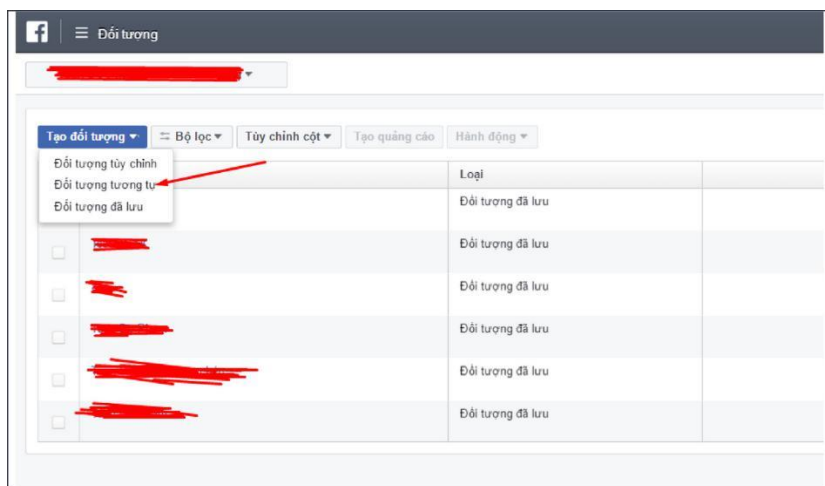 Đối tượng
Tạo đối tượng Bộ lọc Tùy chỉnh cột Tạo quảng cáo Hành động
Đối tượng tùy chỉnh
Đối tượng tương tự
Đối tượng đã lưu
Loại
Đối tượng đã lưu
Đối tượng đã lưu
Đối tượng đã lưu
Đối tượng đã lưu
Đối tượng đã lưu
Đối tượng đã lưu